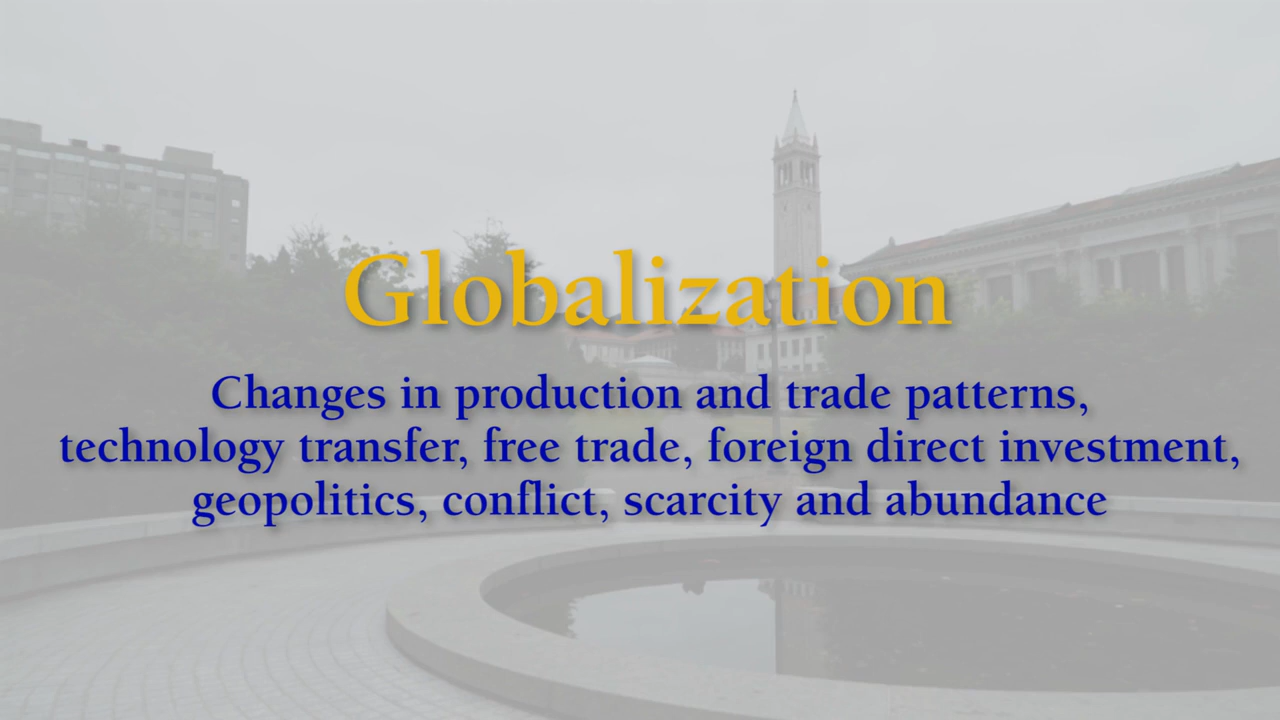 Globalization
Changes in production and trade patterns,
technology transfer, free trade, foreign direct investment,
geopolitics, conflict, scarcity and abundance